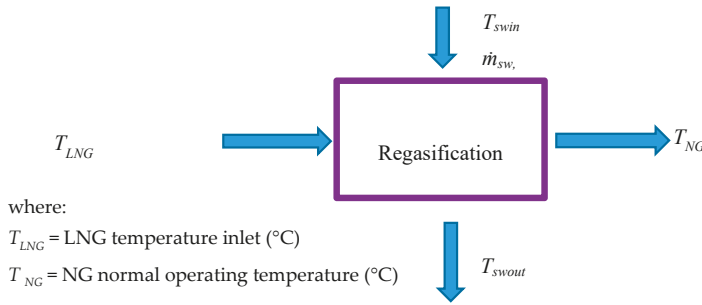 T_swin
ṁ_sw,
T_LNG
Regasification
T_NG
where:
T_LNG = LNG temperature inlet (°C)
T_NG = NG normal operating temperature (°C)
T_swout